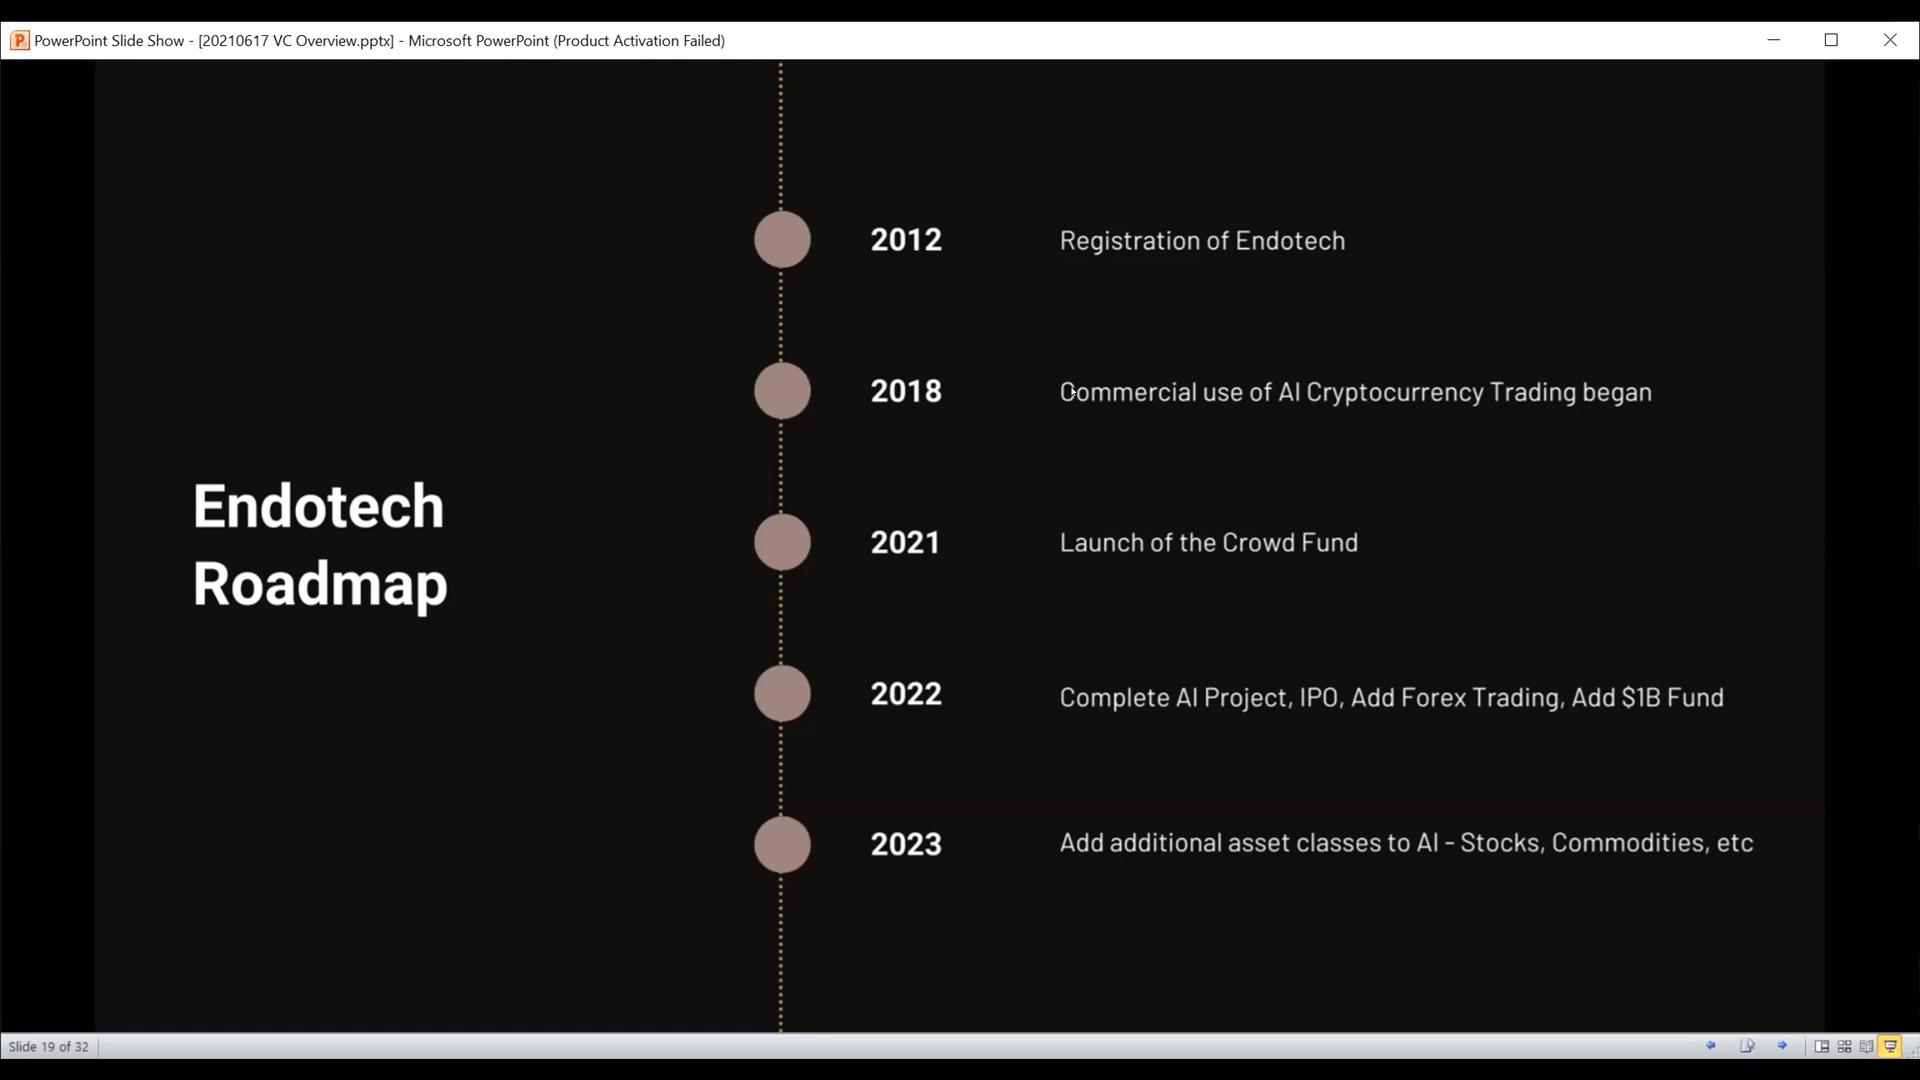 PowerPoint Slide Show - [20210617 VC Overview.pptx] - Microsoft PowerPoint (Product Activation Failed)
Endotech
Roadmap
2012 Registration of Endotech
2018 Commercial use of AI Cryptocurrency Trading began
2021 Launch of the Crowd Fund
2022 Complete AI Project, IPO, Add Forex Trading, Add $1B Fund
2023 Add additional asset classes to AI - Stocks, Commodities, etc
Slide 19 of 32